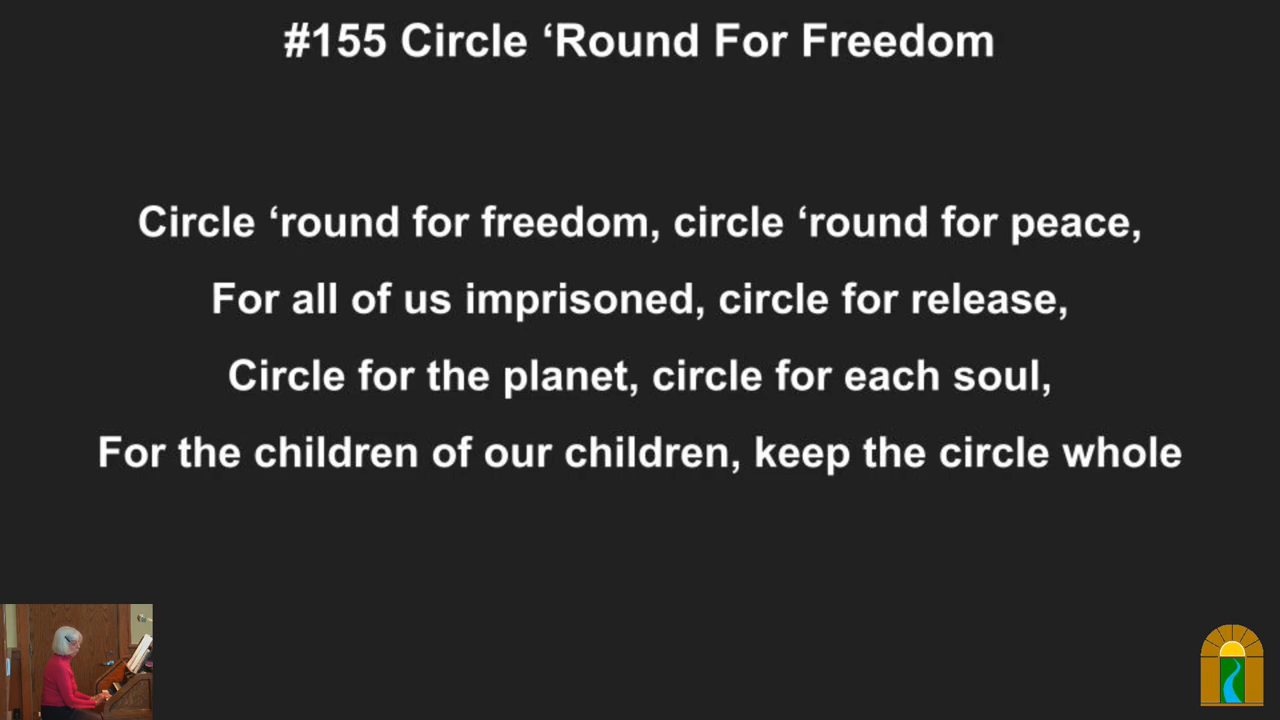 #155 Circle ‘Round For Freedom
Circle ‘round for freedom, circle ‘round for peace,
For all of us imprisoned, circle for release,
Circle for the planet, circle for each soul,
For the children of our children, keep the circle whole